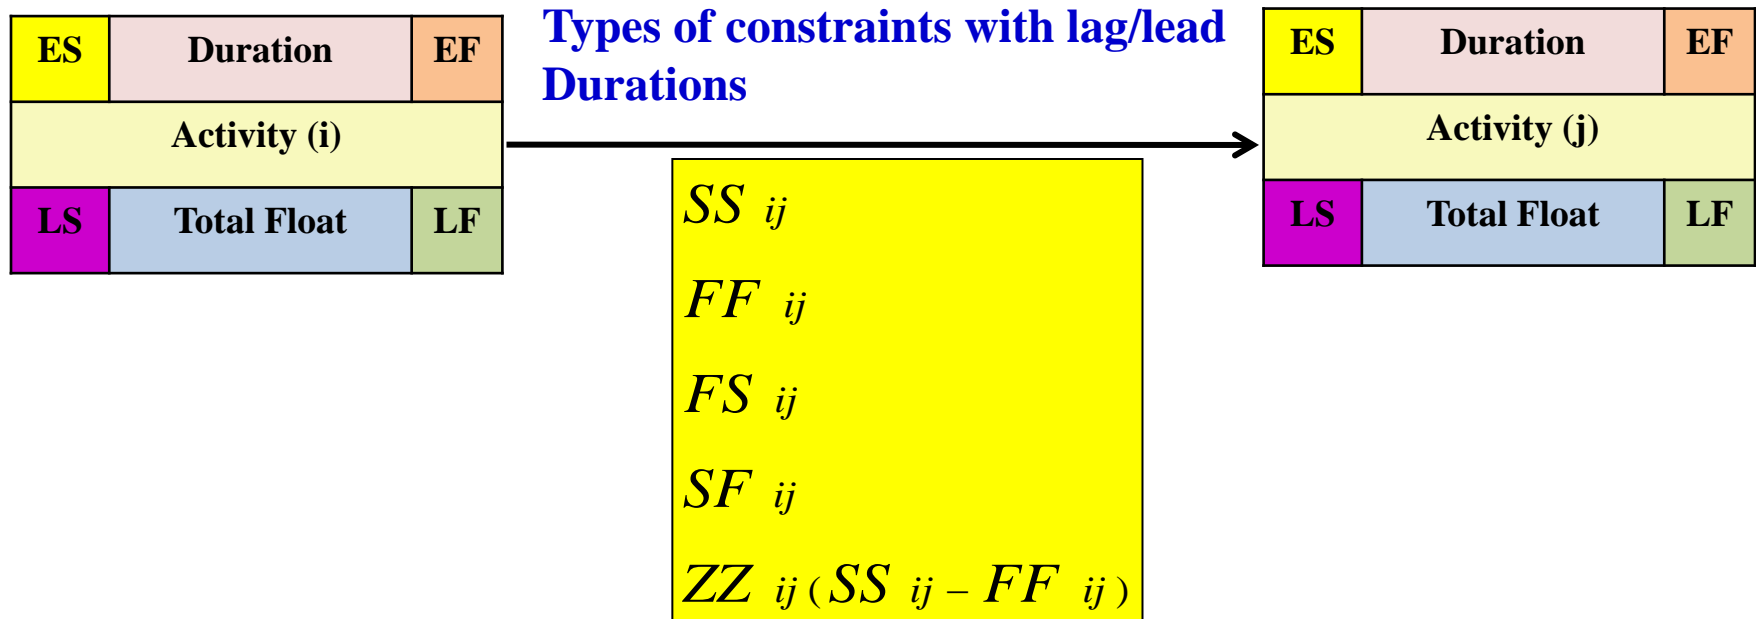 ES Duration EF
Activity (i)
LS Total Float LF
Types of constraints with lag/lead
Durations
SS ij
FF ij
FS ij
SF ij
ZZ ij ( SS ij – FF ij )
ES Duration EF
Activity (j)
LS Total Float LF